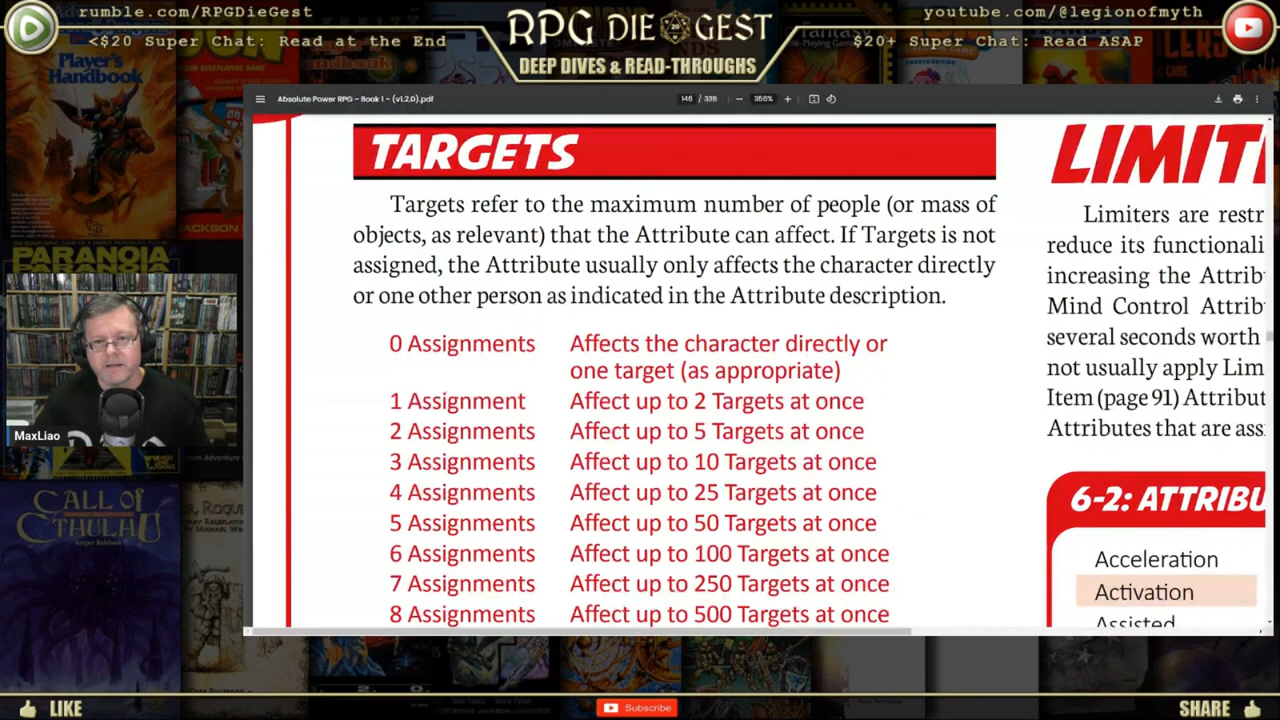 rumble.com/RPGDieGest
<$20 Super Chat: Read at the End
RPG DIE GEST
DEEP DIVES & READ-THROUGHS
youtube.com/@legionofmyth
$20+ Super Chat: Read ASAP
Player's
Handbook
PARANOIA
CALL OF
CTHULHU
MaxLiao
Absolute Power RPG – Book 1 - (v1.2.0).pdf
146 / 338
356%
TARGETS
Targets refer to the maximum number of people (or mass of
objects, as relevant) that the Attribute can affect. If Targets is not
assigned, the Attribute usually only affects the character directly
or one other person as indicated in the Attribute description.
0 Assignments Affects the character directly or
one target (as appropriate)
1 Assignment Affect up to 2 Targets at once
2 Assignments Affect up to 5 Targets at once
3 Assignments Affect up to 10 Targets at once
4 Assignments Affect up to 25 Targets at once
5 Assignments Affect up to 50 Targets at once
6 Assignments Affect up to 100 Targets at once
7 Assignments Affect up to 250 Targets at once
8 Assignments Affect up to 500 Targets at once
LIMIT
Limiters are restr
reduce its functionali
increasing the Attrib
Mind Control Attrib
several seconds worth
not usually apply Lim
Item (page 91) Attribut
Attributes that are ass
6-2: ATTRIBU
Acceleration
Activation
Assisted
LIKE
Subscribe
SHARE